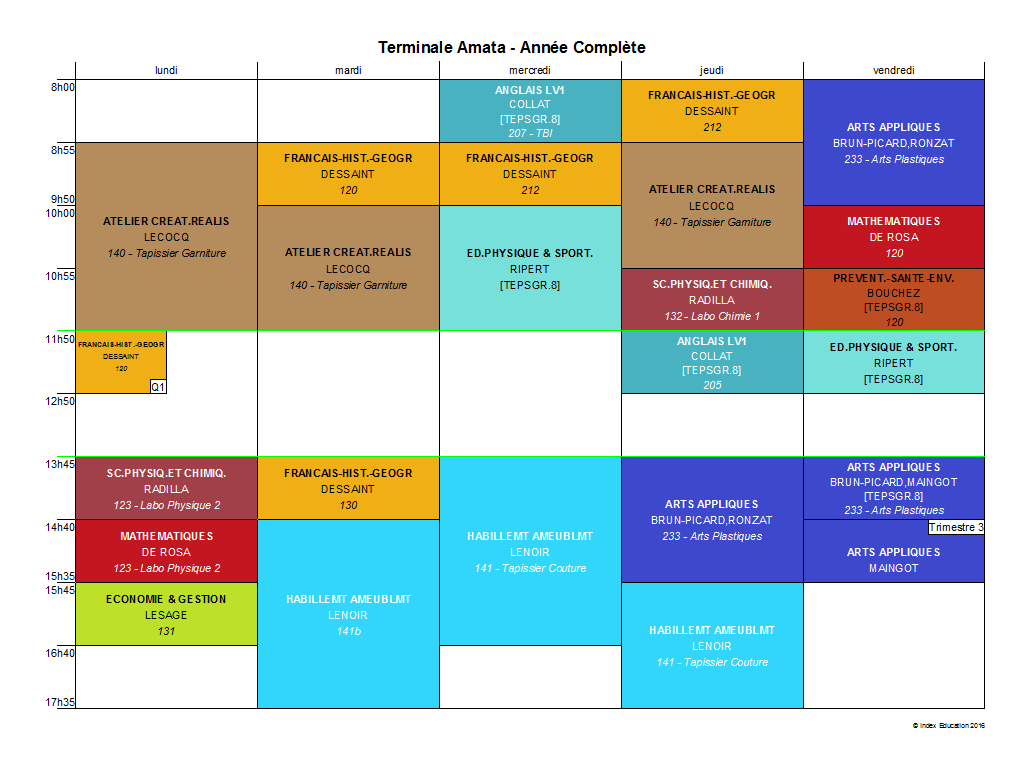 Terminale Amata - Année Complète
lundi
mardi
mercredi
jeudi
vendredi
8h00
8h55
9h50
10h00
10h55
11h50
12h50
13h45
14h40
15h35
15h45
16h40
17h35
ATELIER CREAT.REALIS
LECOCQ
140 - Tapissier Garniture
FRANCAIS-HIST.-GEOGR
DESSAINT
120
Q1
SC.PHYSIQ.ET CHIMIQ.
RADILLA
123 - Labo Physique 2
MATHEMATIQUES
DE ROSA
123 - Labo Physique 2
ECONOMIE & GESTION
LESAGE
131
FRANCAIS-HIST.-GEOGR
DESSAINT
120
ATELIER CREAT.REALIS
LECOCQ
140 - Tapissier Garniture
FRANCAIS-HIST.-GEOGR
DESSAINT
130
HABILLEMT AMEUBLMT
LENOIR
141b
ANGLAIS LV1
COLLAT
[TEPSGR.8]
207 - TBI
FRANCAIS-HIST.-GEOGR
DESSAINT
212
ED.PHYSIQUE & SPORT.
RIPERT
[TEPSGR.8]
HABILLEMT AMEUBLMT
LENOIR
141 - Tapissier Couture
FRANCAIS-HIST.-GEOGR
DESSAINT
212
ATELIER CREAT.REALIS
LECOCQ
140 - Tapissier Garniture
SC.PHYSIQ.ET CHIMIQ.
RADILLA
132 - Labo Chimie 1
ANGLAIS LV1
COLLAT
[TEPSGR.8]
205
ARTS APPLIQUES
BRUN-PICARD,RONZAT
233 - Arts Plastiques
HABILLEMT AMEUBLMT
LENOIR
141 - Tapissier Couture
ARTS APPLIQUES
BRUN-PICARD,RONZAT
233 - Arts Plastiques
MATHEMATIQUES
DE ROSA
120
PREVENT.-SANTE-ENV.
BOUCHEZ
[TEPSGR.8]
120
ED.PHYSIQUE & SPORT.
RIPERT
[TEPSGR.8]
ARTS APPLIQUES
BRUN-PICARD,MAINGOT
[TEPSGR.8]
233 - Arts Plastiques
Trimestre 3
ARTS APPLIQUES
MAINGOT
© Index Education 2016